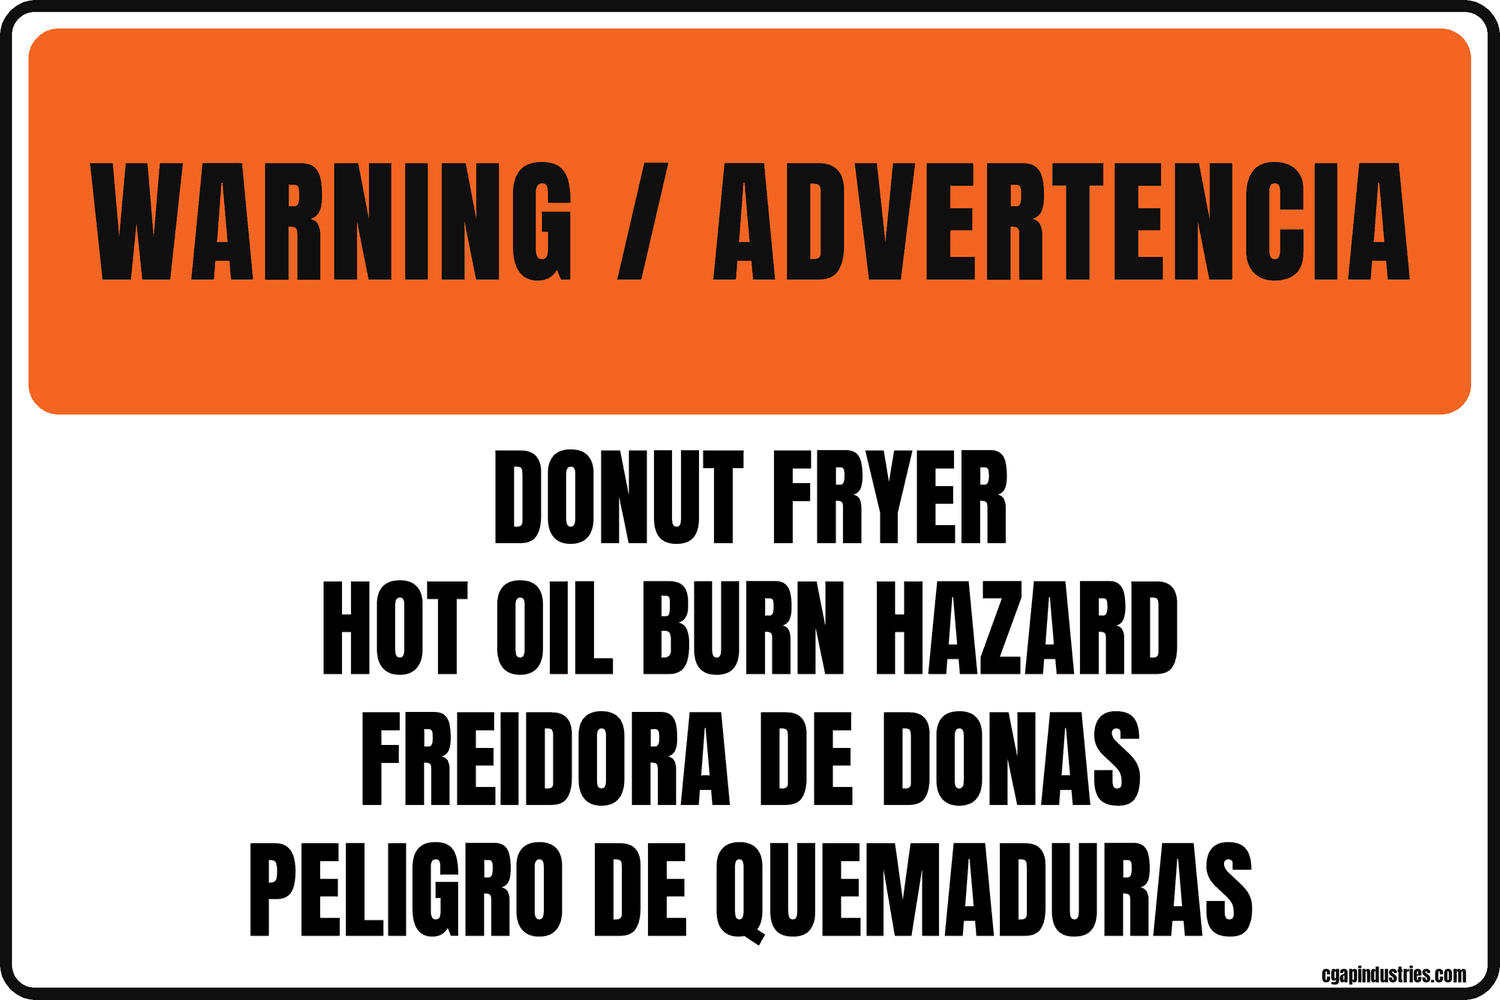 WARNING / ADVERTENCIA
DONUT FRYER
HOT OIL BURN HAZARD
FREIDORA DE DONAS
PELIGRO DE QUEMADURAS
cgapindustries.com